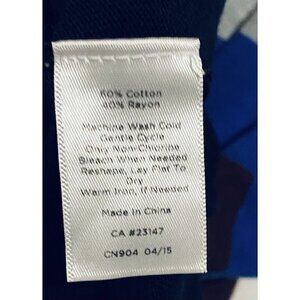 60% Cotton
40% Rayon
Machine Wash Cold
Gentle Cycle
Only Non-Chlorine
Bleach When Needed
Reshape, Lay Flat To
Dry
Warm Iron, If Needed
Made In China
CA #23147
CN904 04/15